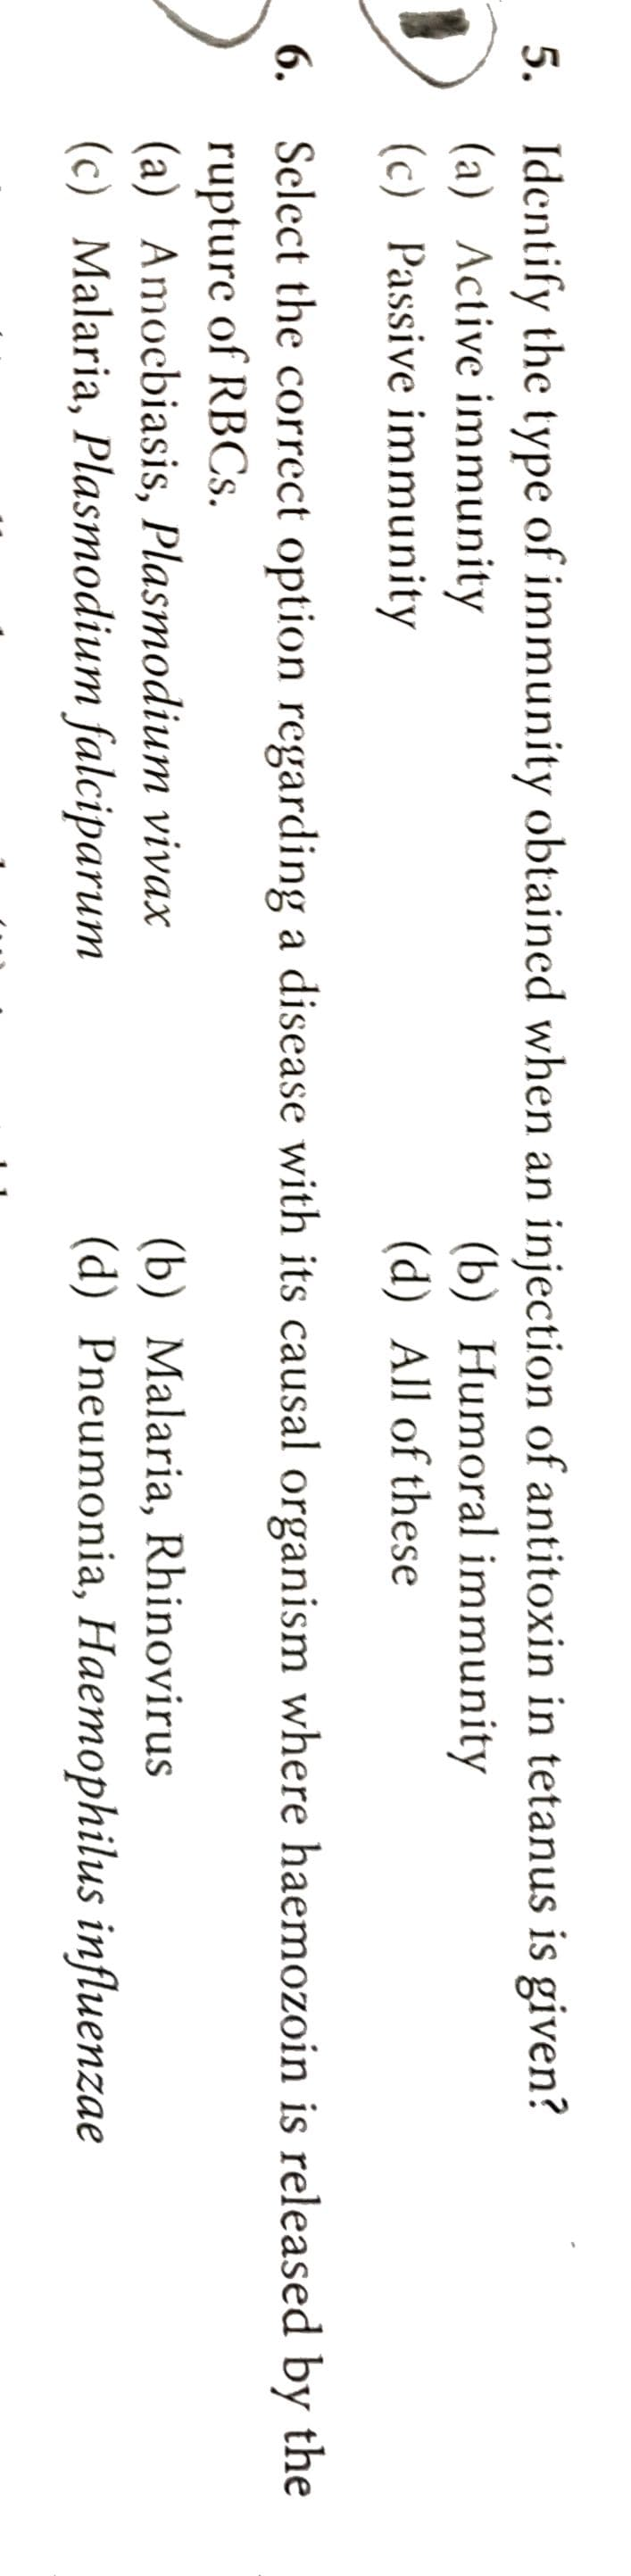 5. Identify the type of immunity obtained when an injection of antitoxin in tetanus is given?
(a) Active immunity (b) Humoral immunity
(c) Passive immunity (d) All of these
6. Select the correct option regarding a disease with its causal organism where haemozoin is released by the
rupture of RBCs.
(a) Amoebiasis, Plasmodium vivax (b) Malaria, Rhinovirus
(c) Malaria, Plasmodium falciparum (d) Pneumonia, Haemophilus influenzae